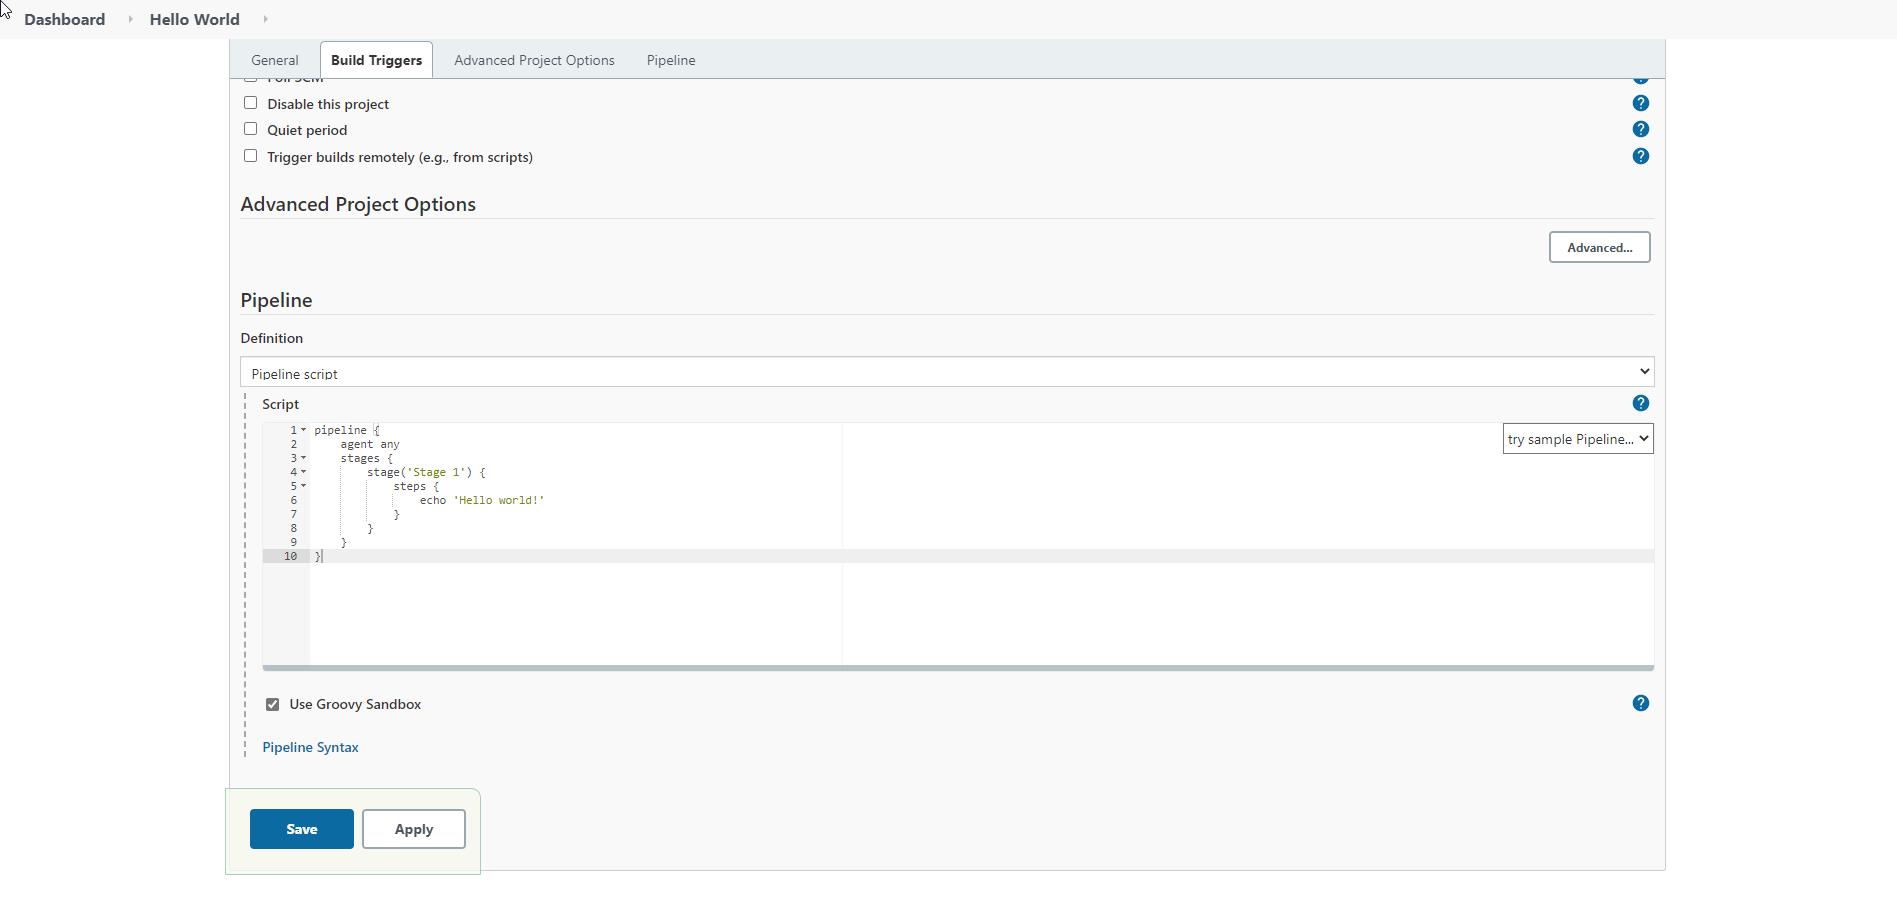 Dashboard Hello World
General Build Triggers Advanced Project Options Pipeline
Poll SCM
Disable this project
Quiet period
Trigger builds remotely (e.g., from scripts)
Advanced Project Options
Advanced...
Pipeline
Definition
Pipeline script
Script
try sample Pipeline...
1 pipeline {
2 agent any
3 stages {
4 stage('Stage 1') {
5 steps {
6 echo 'Hello world!'
7 }
8 }
9 }
10 }
Use Groovy Sandbox
Pipeline Syntax
Save Apply